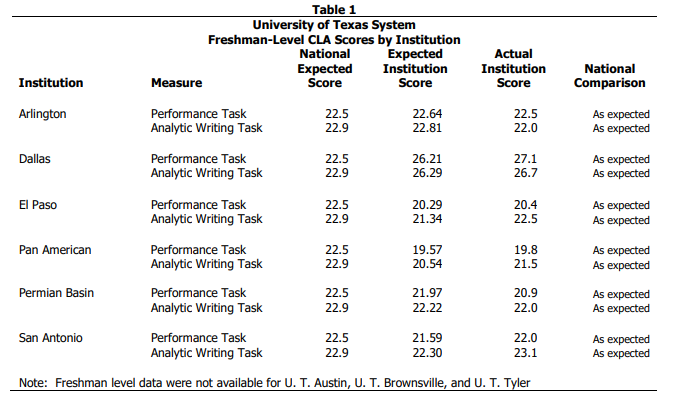 Table 1
University of Texas System
Freshman-Level CLA Scores by Institution
National Expected Actual
Expected Institution Institution National
Institution Measure Score Score Score Comparison
Arlington Performance Task 22.5 22.64 22.5 As expected
Analytic Writing Task 22.9 22.81 22.0 As expected
Dallas Performance Task 22.5 26.21 27.1 As expected
Analytic Writing Task 22.9 26.29 26.7 As expected
El Paso Performance Task 22.5 20.29 20.4 As expected
Analytic Writing Task 22.9 21.34 22.5 As expected
Pan American Performance Task 22.5 19.57 19.8 As expected
Analytic Writing Task 22.9 20.54 21.5 As expected
Permian Basin Performance Task 22.5 21.97 20.9 As expected
Analytic Writing Task 22.9 22.22 22.0 As expected
San Antonio Performance Task 22.5 21.59 22.0 As expected
Analytic Writing Task 22.9 22.30 23.1 As expected
Note: Freshman level data were not available for U. T. Austin, U. T. Brownsville, and U. T. Tyler